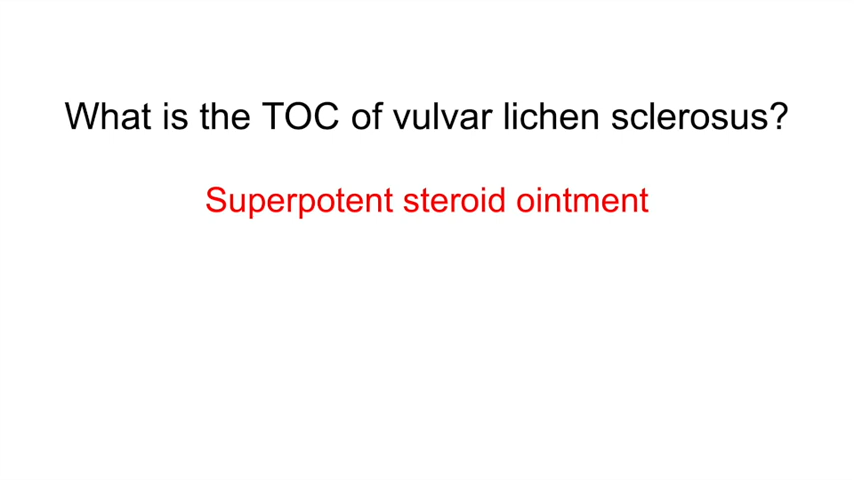 What is the TOC of vulvar lichen sclerosus?
Superpotent steroid ointment